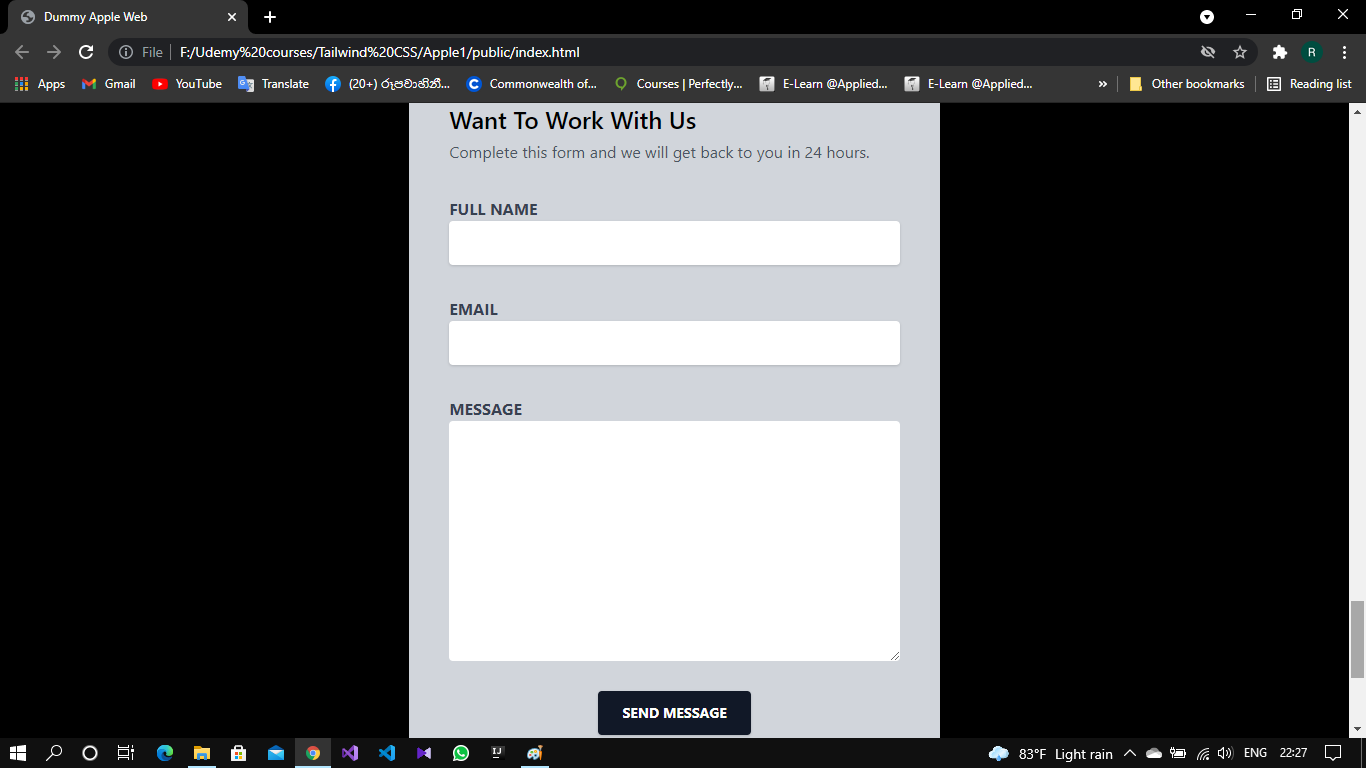 Dummy Apple Web
File
F:/Udemy%20courses/Tailwind%20CSS/Apple1/public/index.html
R
Apps
Gmail
YouTube
Translate
(20+) රූපවාහිනී...
Commonwealth of...
Courses | Perfectly...
E-Learn @Applied...
E-Learn @Applied...
»
Other bookmarks
Reading list
Want To Work With Us
Complete this form and we will get back to you in 24 hours.
FULL NAME
EMAIL
MESSAGE
SEND MESSAGE
83°F Light rain
ENG
22:27